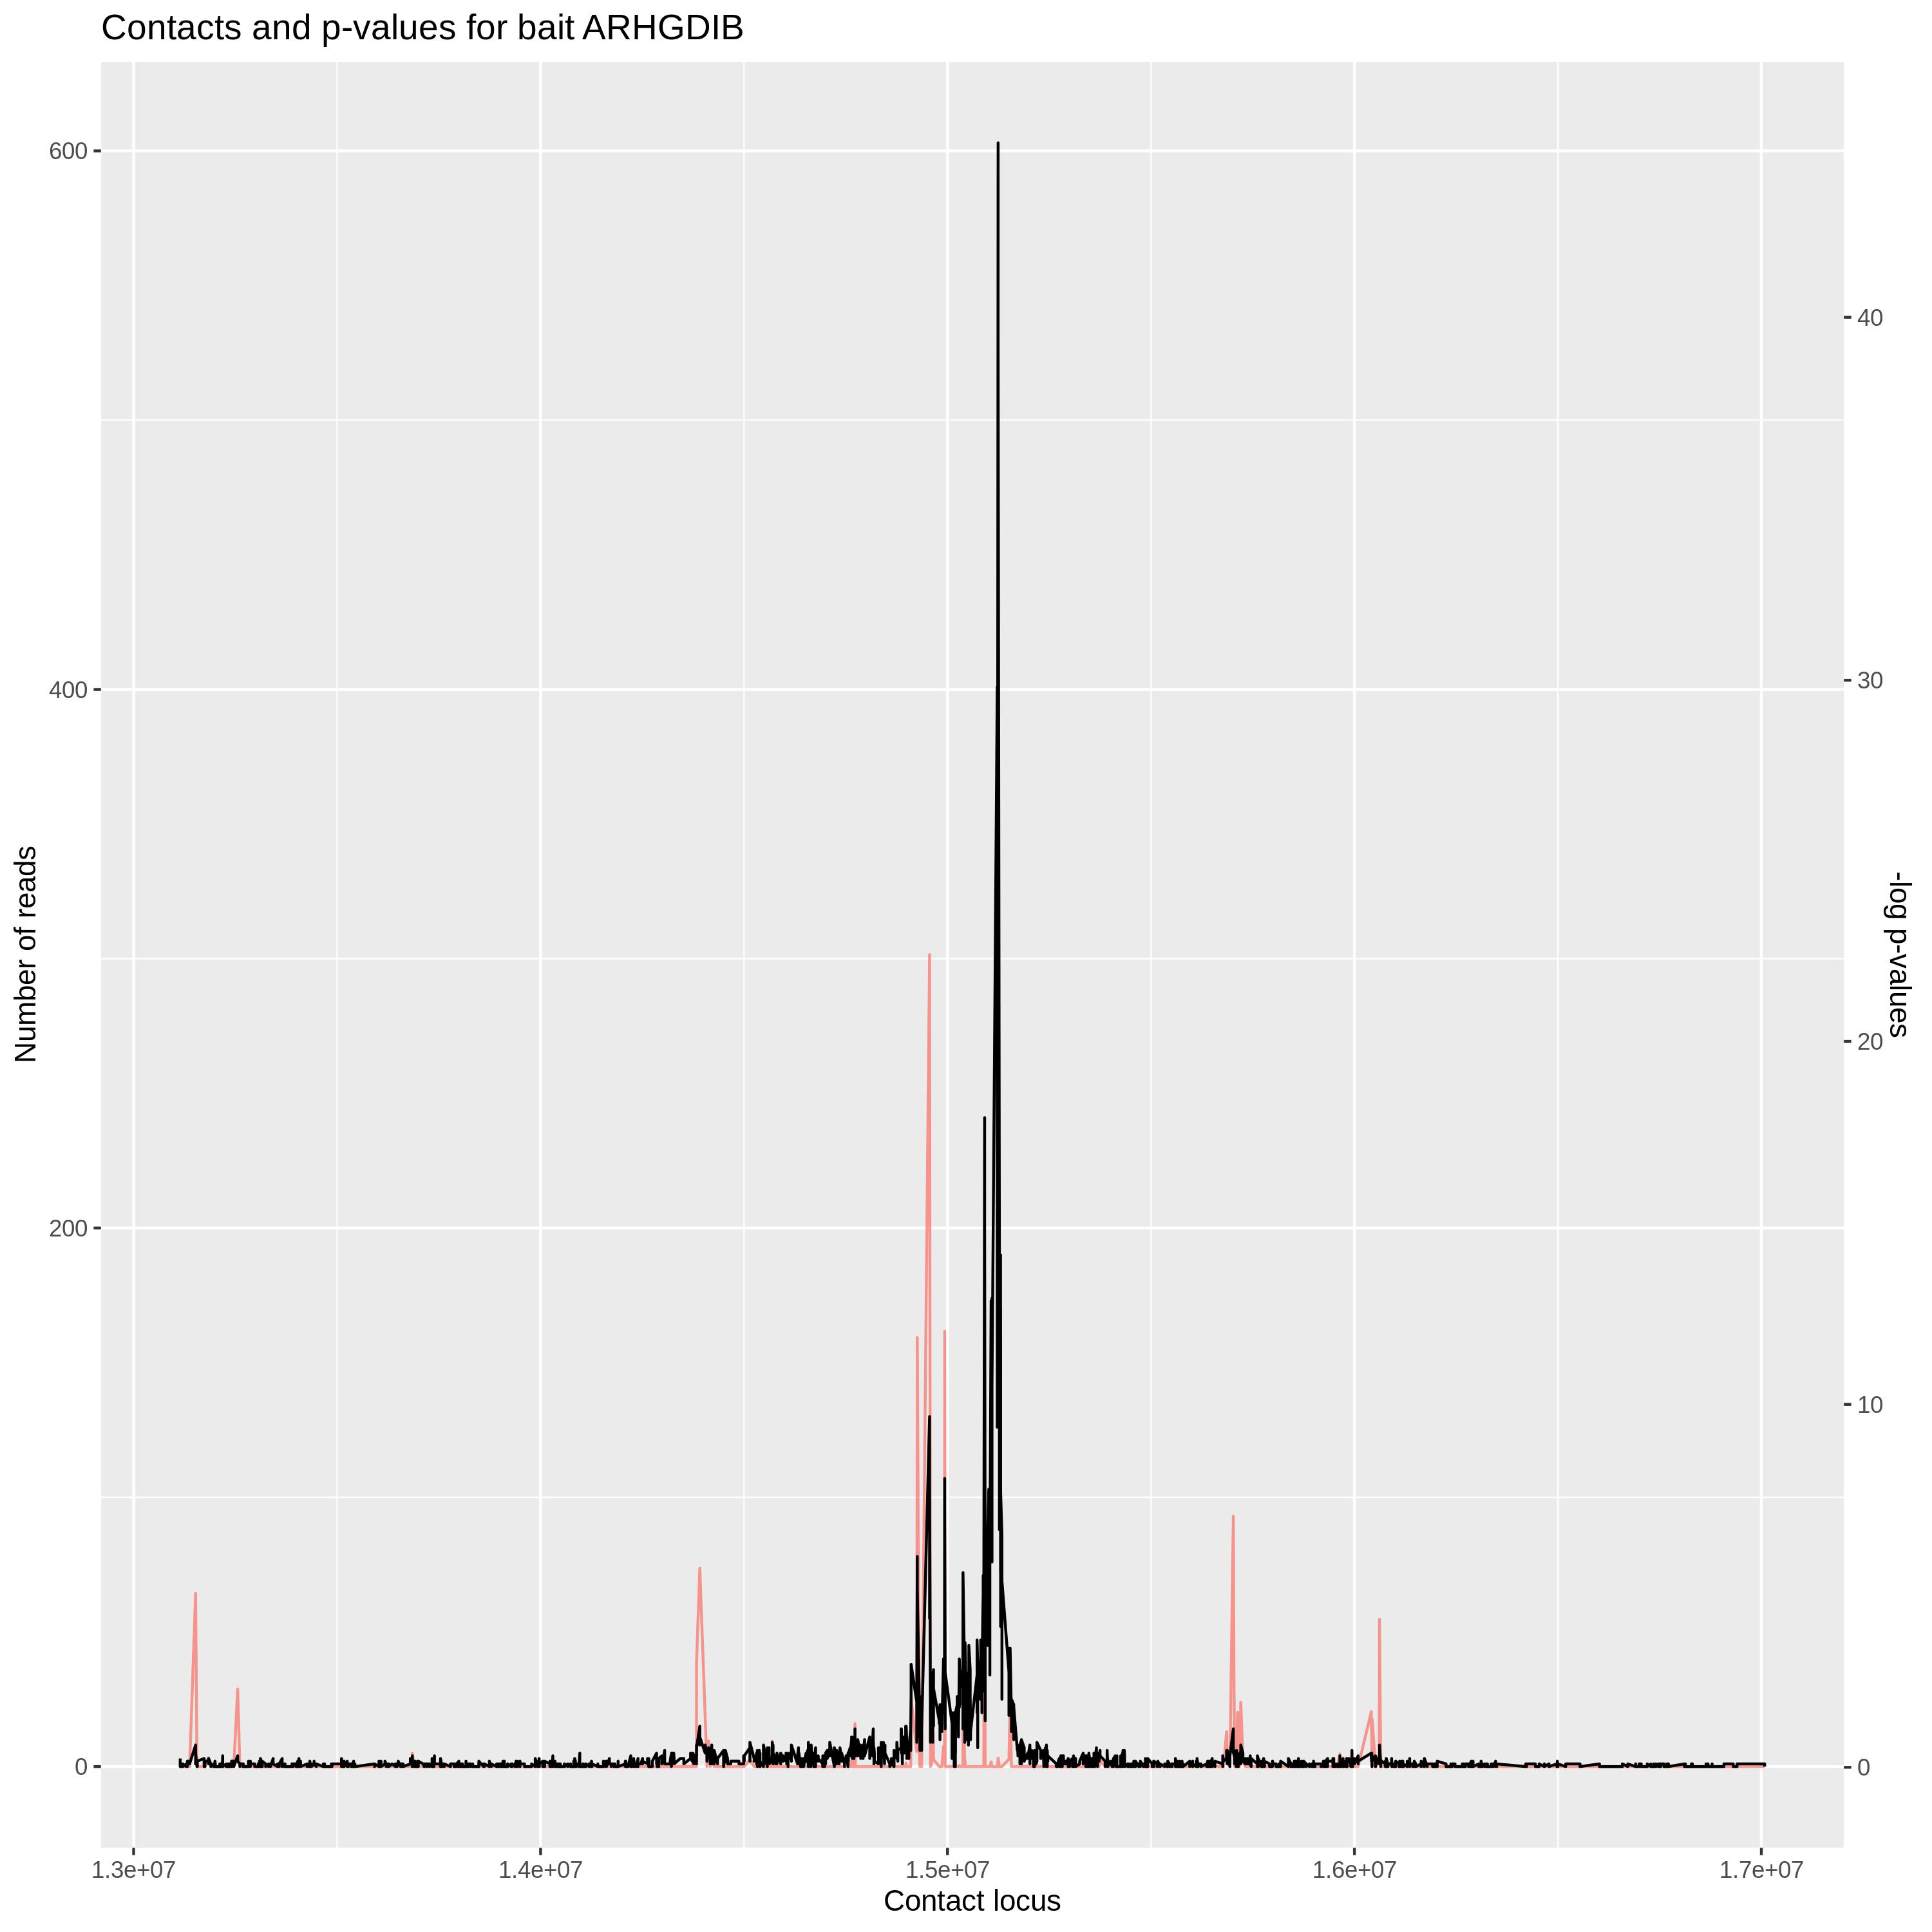 Contacts and p-values for bait ARHGDIB
600
400
200
0
Number of reads
40
30
20
10
0
-log p-values
1.3e+07
1.4e+07
1.5e+07
1.6e+07
1.7e+07
Contact locus